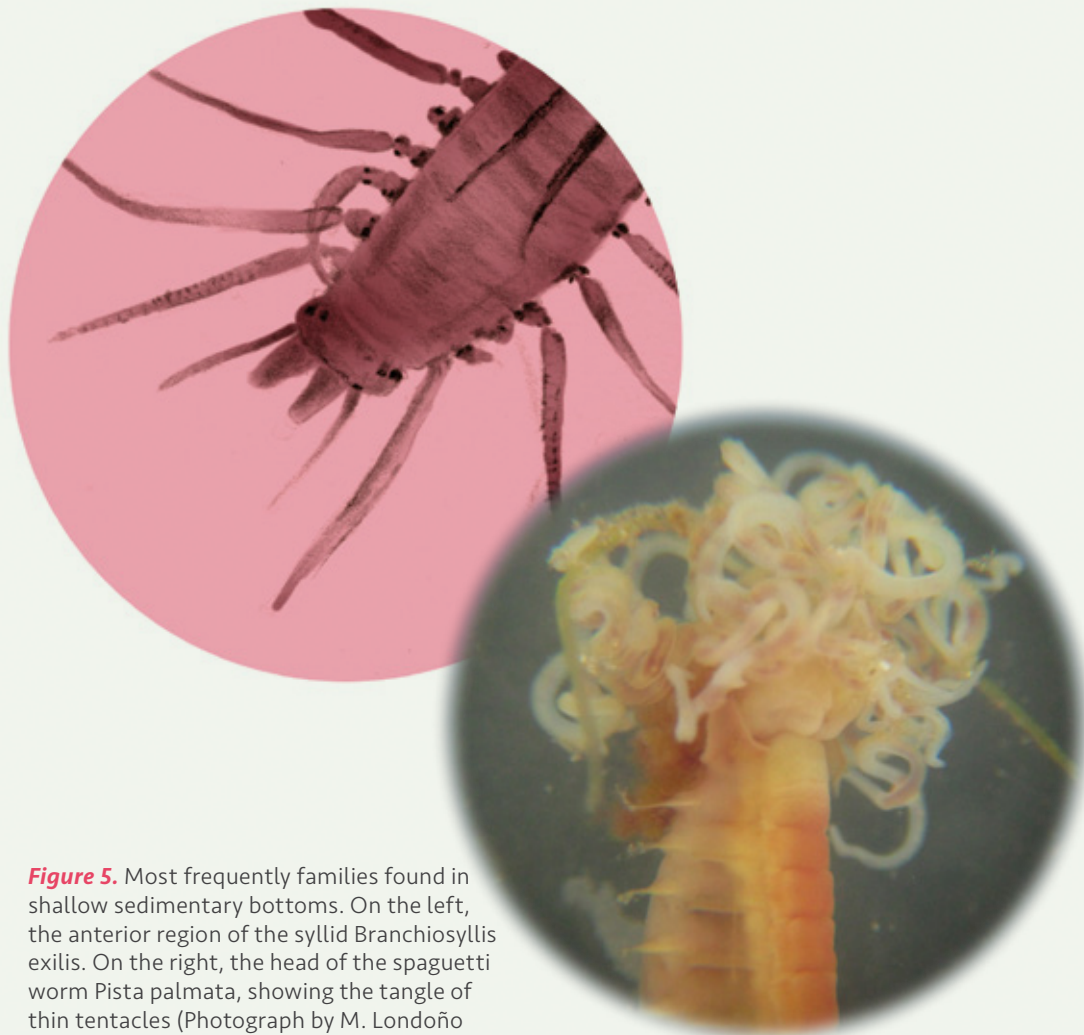 Figure 5. Most frequently families found in
shallow sedimentary bottoms. On the left,
the anterior region of the syllid Branchiosyllis
exilis. On the right, the head of the spaguetti
worm Pista palmata, showing the tangle of
thin tentacles (Photograph by M. Londoño